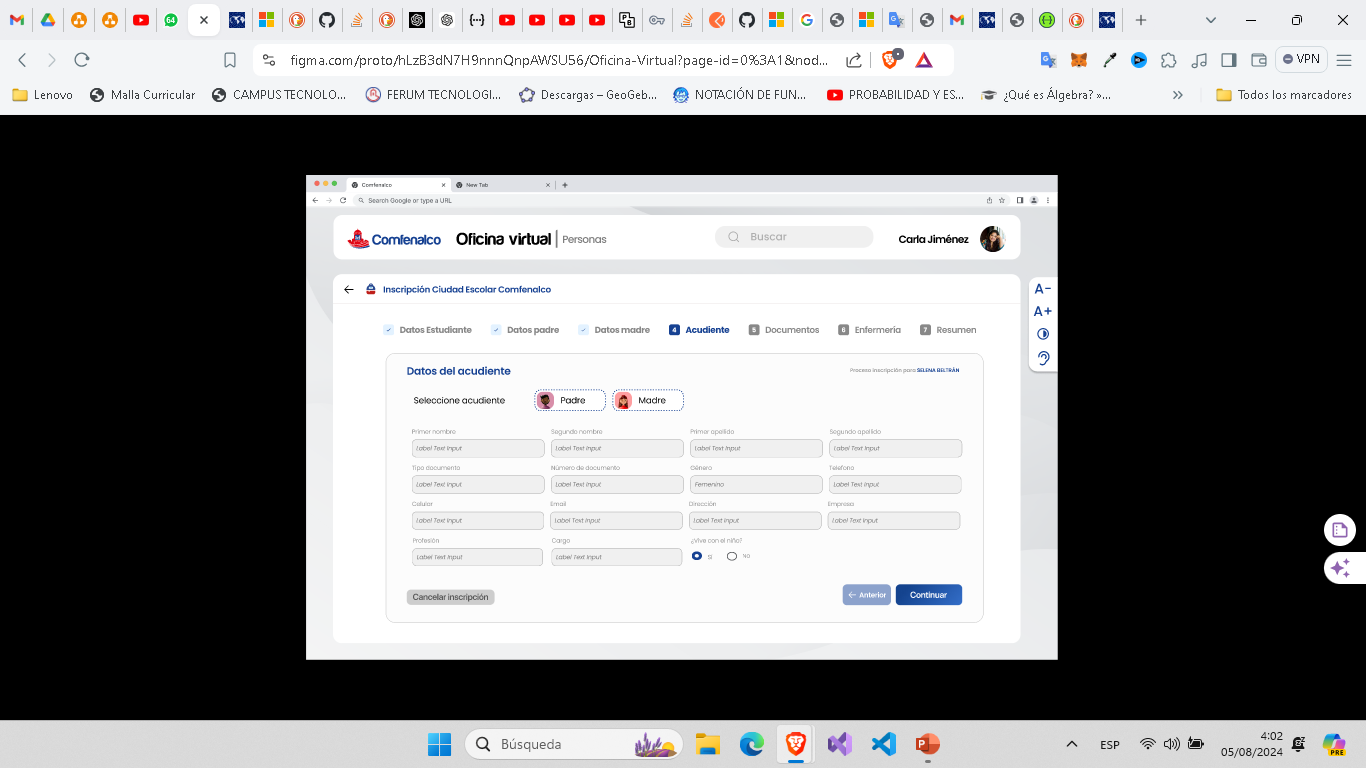 64
figma.com/proto/hLzB3dN7H9nnnQnpAWSU56/Oficina-Virtual?page-id=0%3A1&nod...
VPN
Lenovo
Malla Curricular
CAMPUS TECNOLO...
FERUM TECNOLOGI...
Descargas – GeoGeb...
NOTACIÓN DE FUN...
PROBABILIDAD Y ES...
¿Qué es Álgebra? »...
Todos los marcadores
Comfenalco
New Tab
Search Google or type a URL
Comfenalco
Oficina virtual | Personas
Buscar
Carla Jiménez
Inscripción Ciudad Escolar Comfenalco
A-
A+
Datos Estudiante
Datos padre
Datos madre
4 Acudiente
5 Documentos
6 Enfermería
7 Resumen
Datos del acudiente
Proceso inscripción para SELENA BELTRÁN
Seleccione acudiente
Padre
Madre
Primer nombre
Segundo nombre
Primer apellido
Segundo apellido
Label Text Input
Label Text Input
Label Text Input
Label Text Input
Tipo documento
Número de documento
Género
Telefono
Label Text Input
Label Text Input
Femenino
Label Text Input
Celular
Email
Dirección
Empresa
Label Text Input
Label Text Input
Label Text Input
Label Text Input
Profesión
Cargo
¿Vive con el niño?
Label Text Input
Label Text Input
SI
NO
Cancelar inscripción
Anterior
Continuar
Búsqueda
ESP
4:02
05/08/2024
PRE